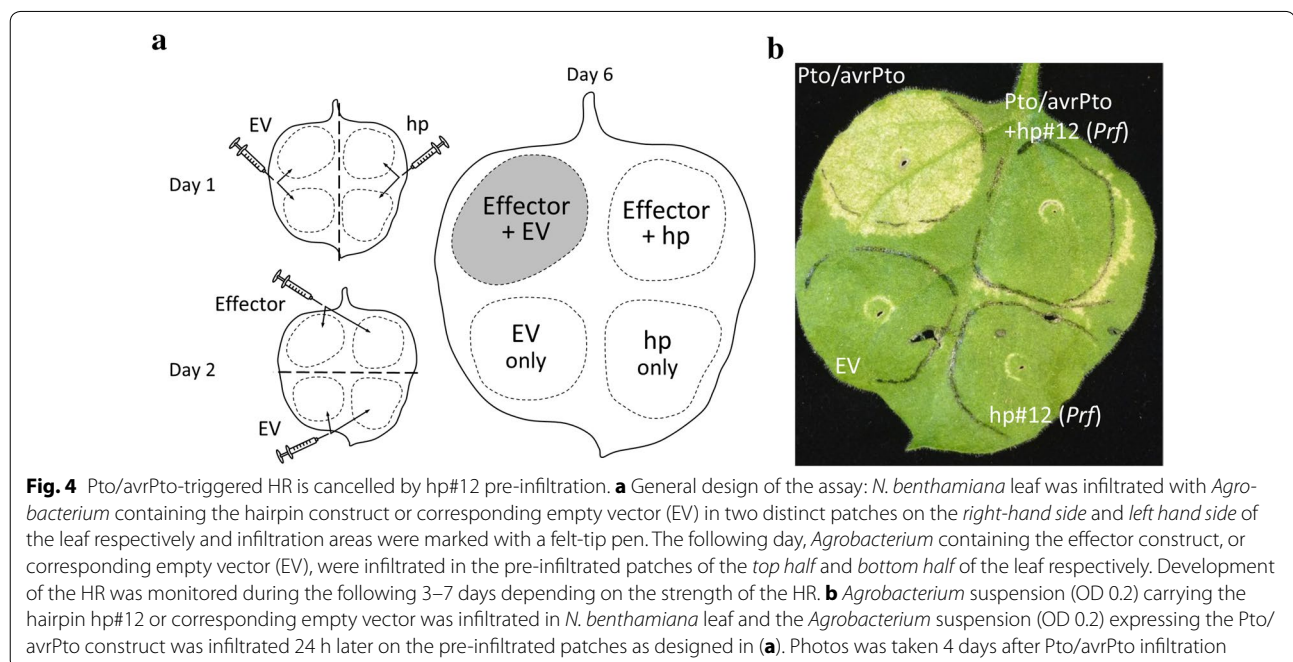 a
b
Day 6
EV
hp
Day 1
Effector
Day 2
EV
Effector
+ EV
Effector
+ hp
EV
only
hp
only
Pto/avrPto
Pto/avrPto
+hp#12 (Prf)
EV
hp#12 (Prf)
Fig. 4 Pto/avrPto-triggered HR is cancelled by hp#12 pre-infiltration. a General design of the assay: N. benthamiana leaf was infiltrated with Agro-
bacterium containing the hairpin construct or corresponding empty vector (EV) in two distinct patches on the right-hand side and left hand side of
the leaf respectively and infiltration areas were marked with a felt-tip pen. The following day, Agrobacterium containing the effector construct, or
corresponding empty vector (EV), were infiltrated in the pre-infiltrated patches of the top half and bottom half of the leaf respectively. Development
of the HR was monitored during the following 3–7 days depending on the strength of the HR. b Agrobacterium suspension (OD 0.2) carrying the
hairpin hp#12 or corresponding empty vector was infiltrated in N. benthamiana leaf and the Agrobacterium suspension (OD 0.2) expressing the Pto/
avrPto construct was infiltrated 24 h later on the pre-infiltrated patches as designed in (a). Photos was taken 4 days after Pto/avrPto infiltration